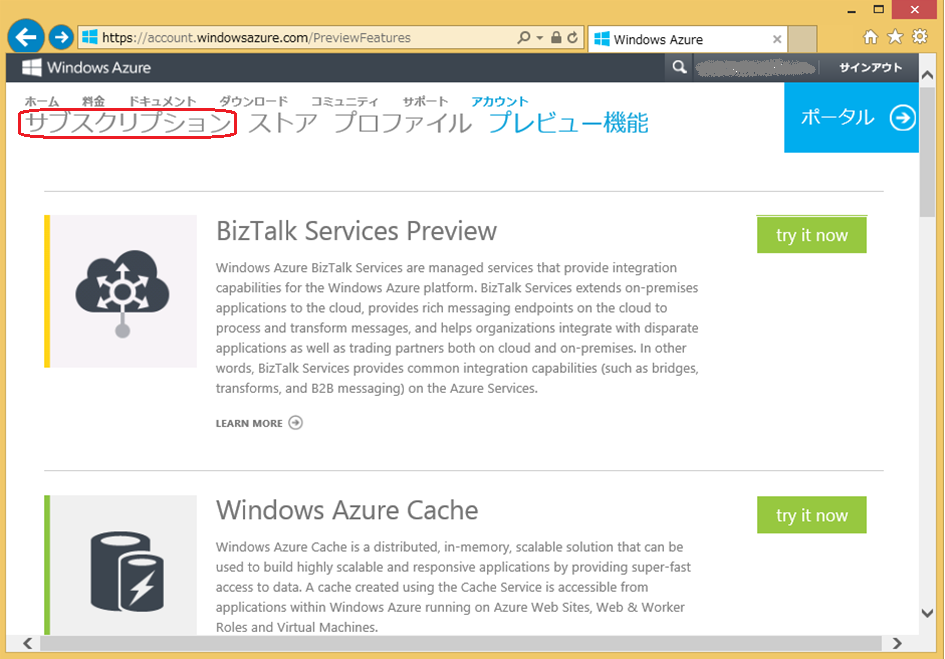 https://account.windowsazure.com/PreviewFeatures
Windows Azure
Windows Azure
サインアウト
ホーム 料金 ドキュメント ダウンロード コミュニティ サポート アカウント
サブスクリプション ストア プロファイル プレビュー機能
ポータル
BizTalk Services Preview
try it now
Windows Azure BizTalk Services are managed services that provide integration
capabilities for the Windows Azure platform. BizTalk Services extends on-premises
applications to the cloud, provides rich messaging endpoints on the cloud to
process and transform messages, and helps organizations integrate with disparate
applications as well as trading partners both on cloud and on-premises. In other
words, BizTalk Services provides common integration capabilities (such as bridges,
transforms, and B2B messaging) on the Azure Services.
LEARN MORE
Windows Azure Cache
try it now
Windows Azure Cache is a distributed, in-memory, scalable solution that can be
used to build highly scalable and responsive applications by providing super-fast
access to data. A cache created using the Cache Service is accessible from
applications within Windows Azure running on Azure Web Sites, Web & Worker
Roles and Virtual Machines.